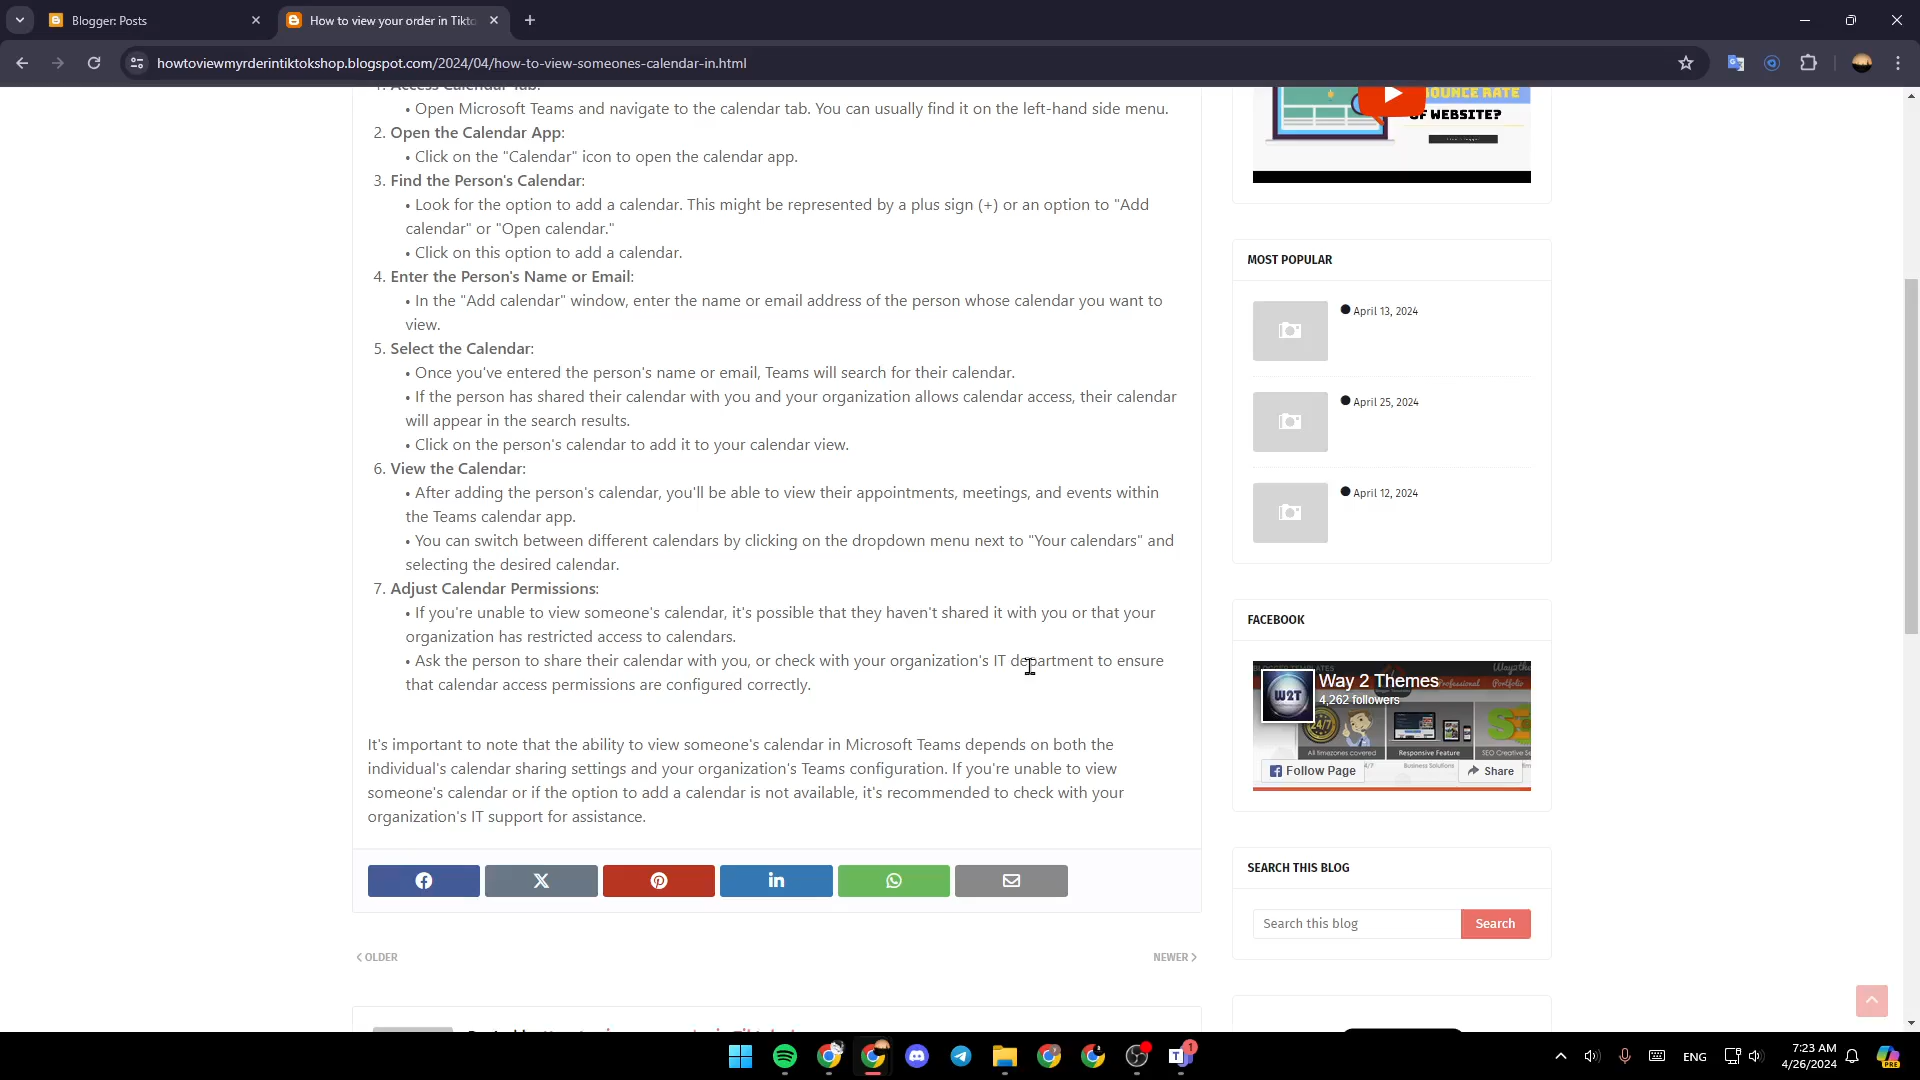 Blogger: Posts
How to view your order in Tikto
howtoviewmyrderintiktokshop.blogspot.com/2024/04/how-to-view-someones-calendar-in.html
1. Access Calendar Tab:
• Open Microsoft Teams and navigate to the calendar tab. You can usually find it on the left-hand side menu.
2. Open the Calendar App:
• Click on the "Calendar" icon to open the calendar app.
3. Find the Person's Calendar:
• Look for the option to add a calendar. This might be represented by a plus sign (+) or an option to "Add
calendar" or "Open calendar."
• Click on this option to add a calendar.
4. Enter the Person's Name or Email:
• In the "Add calendar" window, enter the name or email address of the person whose calendar you want to
view.
5. Select the Calendar:
• Once you've entered the person's name or email, Teams will search for their calendar.
• If the person has shared their calendar with you and your organization allows calendar access, their calendar
will appear in the search results.
• Click on the person's calendar to add it to your calendar view.
6. View the Calendar:
• After adding the person's calendar, you'll be able to view their appointments, meetings, and events within
the Teams calendar app.
• You can switch between different calendars by clicking on the dropdown menu next to "Your calendars" and
selecting the desired calendar.
7. Adjust Calendar Permissions:
• If you're unable to view someone's calendar, it's possible that they haven't shared it with you or that your
organization has restricted access to calendars.
• Ask the person to share their calendar with you, or check with your organization's IT department to ensure
that calendar access permissions are configured correctly.
It's important to note that the ability to view someone's calendar in Microsoft Teams depends on both the
individual's calendar sharing settings and your organization's Teams configuration. If you're unable to view
someone's calendar or if the option to add a calendar is not available, it's recommended to check with your
organization's IT support for assistance.
OLDER
NEWER
BOUNCE RATE
OF WEBSITE?
MOST POPULAR
April 13, 2024
April 25, 2024
April 12, 2024
FACEBOOK
W2T
Way 2 Themes
4,262 followers
24/7
All timezones covered
Responsive Feature
Business Solutions
Follow Page
Share
SEARCH THIS BLOG
Search this blog
Search
ENG
7:23 AM
4/26/2024
1
PRE